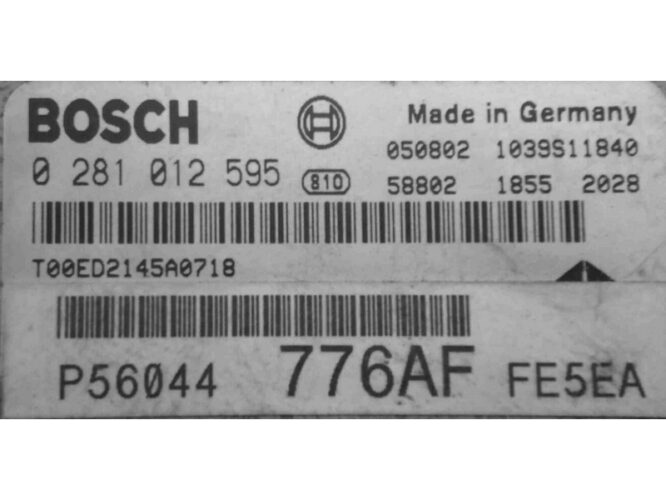 BOSCH Made in Germany
050802 1039S11840
0 281 012 595 810 58802 1855 2028
T00ED2145A0718
P56044 776AF FE5EA